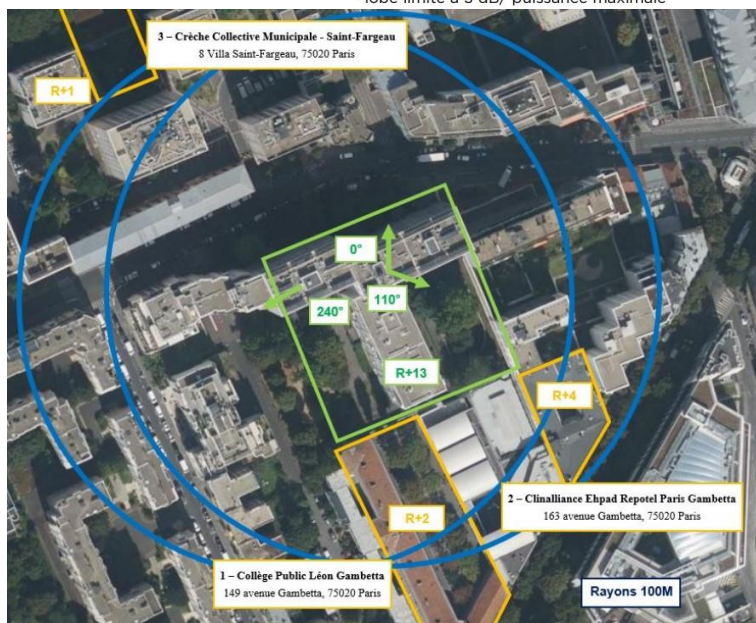 lobe limité à 3 dB/ puissance maximale
3 – Crèche Collective Municipale - Saint-Fargeau
8 Villa Saint-Fargeau, 75020 Paris
R+1
0°
110°
240°
R+13
R+4
2 – Clinalliance Ehpad Repotel Paris Gambetta
163 avenue Gambetta, 75020 Paris
R+2
1 – Collège Public Léon Gambetta
149 avenue Gambetta, 75020 Paris
Rayons 100M